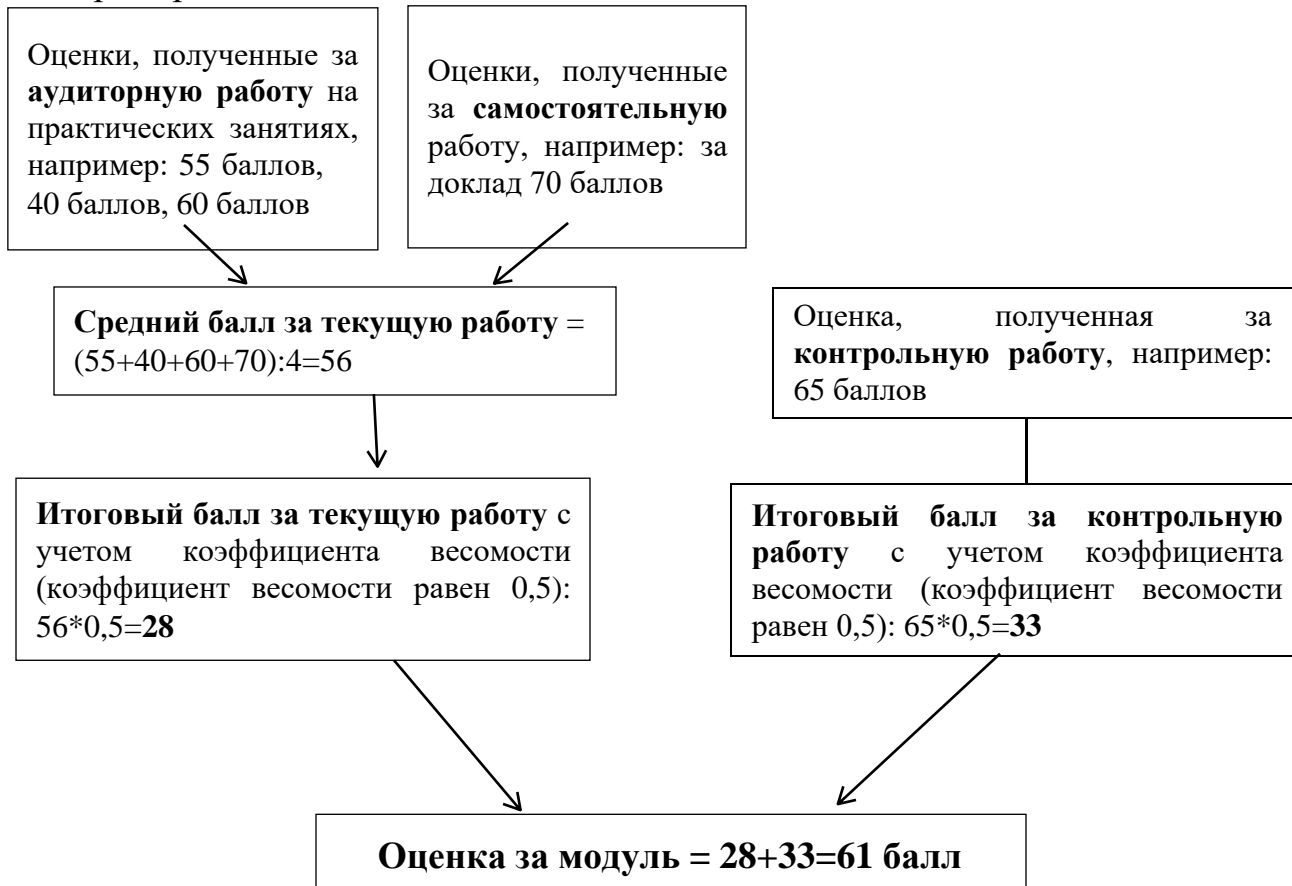 Оценки, полученные за
аудиторную работу на
практических занятиях,
например: 55 баллов,
40 баллов, 60 баллов
Оценки, полученные
за самостоятельную
работу, например: за
доклад 70 баллов
Средний балл за текущую работу =
(55+40+60+70):4=56
Оценка, полученная за
контрольную работу, например:
65 баллов
Итоговый балл за текущую работу с
учетом коэффициента весомости
(коэффициент весомости равен 0,5):
56*0,5=28
Итоговый балл за контрольную
работу с учетом коэффициента
весомости (коэффициент весомости
равен 0,5): 65*0,5=33
Оценка за модуль = 28+33=61 балл